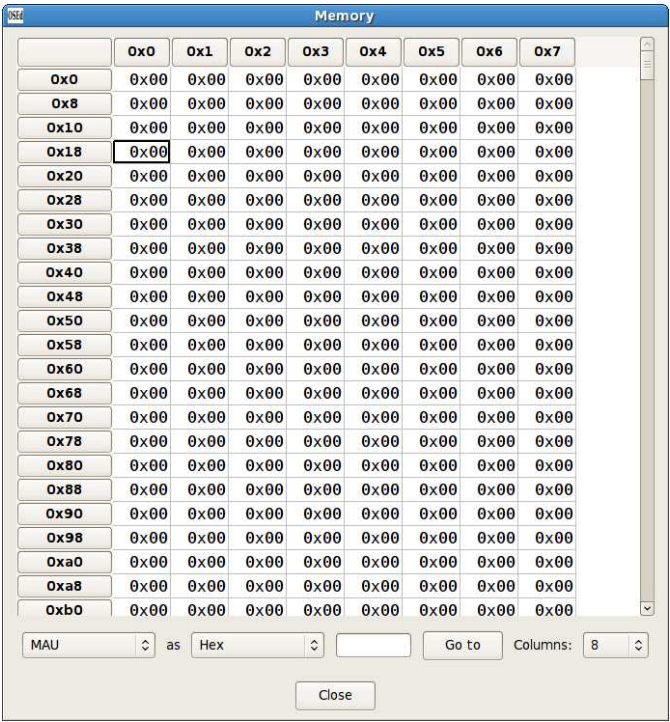 OSEd Memory
0x0 0x1 0x2 0x3 0x4 0x5 0x6 0x7
0x0 0x00 0x00 0x00 0x00 0x00 0x00 0x00 0x00
0x8 0x00 0x00 0x00 0x00 0x00 0x00 0x00 0x00
0x10 0x00 0x00 0x00 0x00 0x00 0x00 0x00 0x00
0x18 0x00 0x00 0x00 0x00 0x00 0x00 0x00 0x00
0x20 0x00 0x00 0x00 0x00 0x00 0x00 0x00 0x00
0x28 0x00 0x00 0x00 0x00 0x00 0x00 0x00 0x00
0x30 0x00 0x00 0x00 0x00 0x00 0x00 0x00 0x00
0x38 0x00 0x00 0x00 0x00 0x00 0x00 0x00 0x00
0x40 0x00 0x00 0x00 0x00 0x00 0x00 0x00 0x00
0x48 0x00 0x00 0x00 0x00 0x00 0x00 0x00 0x00
0x50 0x00 0x00 0x00 0x00 0x00 0x00 0x00 0x00
0x58 0x00 0x00 0x00 0x00 0x00 0x00 0x00 0x00
0x60 0x00 0x00 0x00 0x00 0x00 0x00 0x00 0x00
0x68 0x00 0x00 0x00 0x00 0x00 0x00 0x00 0x00
0x70 0x00 0x00 0x00 0x00 0x00 0x00 0x00 0x00
0x78 0x00 0x00 0x00 0x00 0x00 0x00 0x00 0x00
0x80 0x00 0x00 0x00 0x00 0x00 0x00 0x00 0x00
0x88 0x00 0x00 0x00 0x00 0x00 0x00 0x00 0x00
0x90 0x00 0x00 0x00 0x00 0x00 0x00 0x00 0x00
0x98 0x00 0x00 0x00 0x00 0x00 0x00 0x00 0x00
0xa0 0x00 0x00 0x00 0x00 0x00 0x00 0x00 0x00
0xa8 0x00 0x00 0x00 0x00 0x00 0x00 0x00 0x00
0xb0 0x00 0x00 0x00 0x00 0x00 0x00 0x00 0x00
MAU as Hex Go to Columns: 8
Close